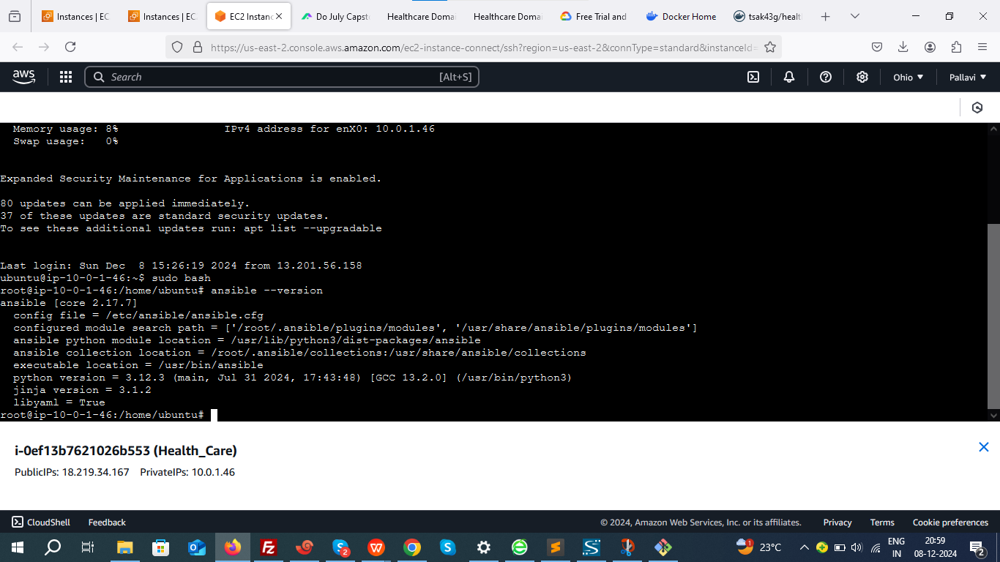 Instances | EC
Instances | EC
EC2 Instanc
Do July Capst
Healthcare Domai
Healthcare Domai
Free Trial and
Docker Home
tsak43g/healt
https://us-east-2.console.aws.amazon.com/ec2-instance-connect/ssh?region=us-east-2&connType=standard&instanceId=
aws
Search
[Alt+S]
Ohio
Pallavi
Memory usage: 8% IPv4 address for enX0: 10.0.1.46
Swap usage: 0%
Expanded Security Maintenance for Applications is enabled.
80 updates can be applied immediately.
37 of these updates are standard security updates.
To see these additional updates run: apt list --upgradable
Last login: Sun Dec  8 15:26:19 2024 from 13.201.56.158
ubuntu@ip-10-0-1-46:~$ sudo bash
root@ip-10-0-1-46:/home/ubuntu# ansible --version
ansible [core 2.17.7]
config file = /etc/ansible/ansible.cfg
configured module search path = ['/root/.ansible/plugins/modules', '/usr/share/ansible/plugins/modules']
ansible python module location = /usr/lib/python3/dist-packages/ansible
ansible collection location = /root/.ansible/collections:/usr/share/ansible/collections
executable location = /usr/bin/ansible
python version = 3.12.3 (main, Jul 31 2024, 17:43:48) [GCC 13.2.0] (/usr/bin/python3)
jinja version = 3.1.2
libyaml = True
root@ip-10-0-1-46:/home/ubuntu#
i-0ef13b7621026b553 (Health_Care)
PublicIPs: 18.219.34.167 PrivateIPs: 10.0.1.46
CloudShell Feedback © 2024, Amazon Web Services, Inc. or its affiliates. Privacy Terms Cookie preferences
23°C
ENG
IN
20:59
08-12-2024